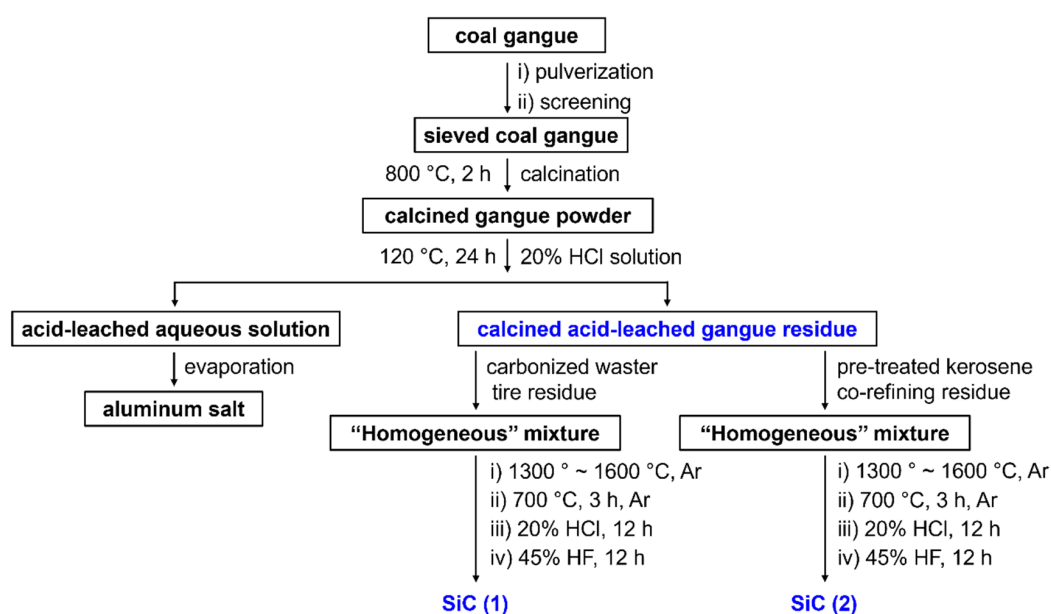 coal gangue
i) pulverization
ii) screening
sieved coal gangue
800 °C, 2 h
calcination
calcined gangue powder
120 °C, 24 h
20% HCl solution
acid-leached aqueous solution
calcined acid-leached gangue residue
evaporation
aluminum salt
carbonized waster
tire residue
pre-treated kerosene
co-refining residue
“Homogeneous” mixture
“Homogeneous” mixture
i) 1300 ° ~ 1600 °C, Ar
ii) 700 °C, 3 h, Ar
iii) 20% HCl, 12 h
iv) 45% HF, 12 h
i) 1300 ° ~ 1600 °C, Ar
ii) 700 °C, 3 h, Ar
iii) 20% HCl, 12 h
iv) 45% HF, 12 h
SiC (1)
SiC (2)